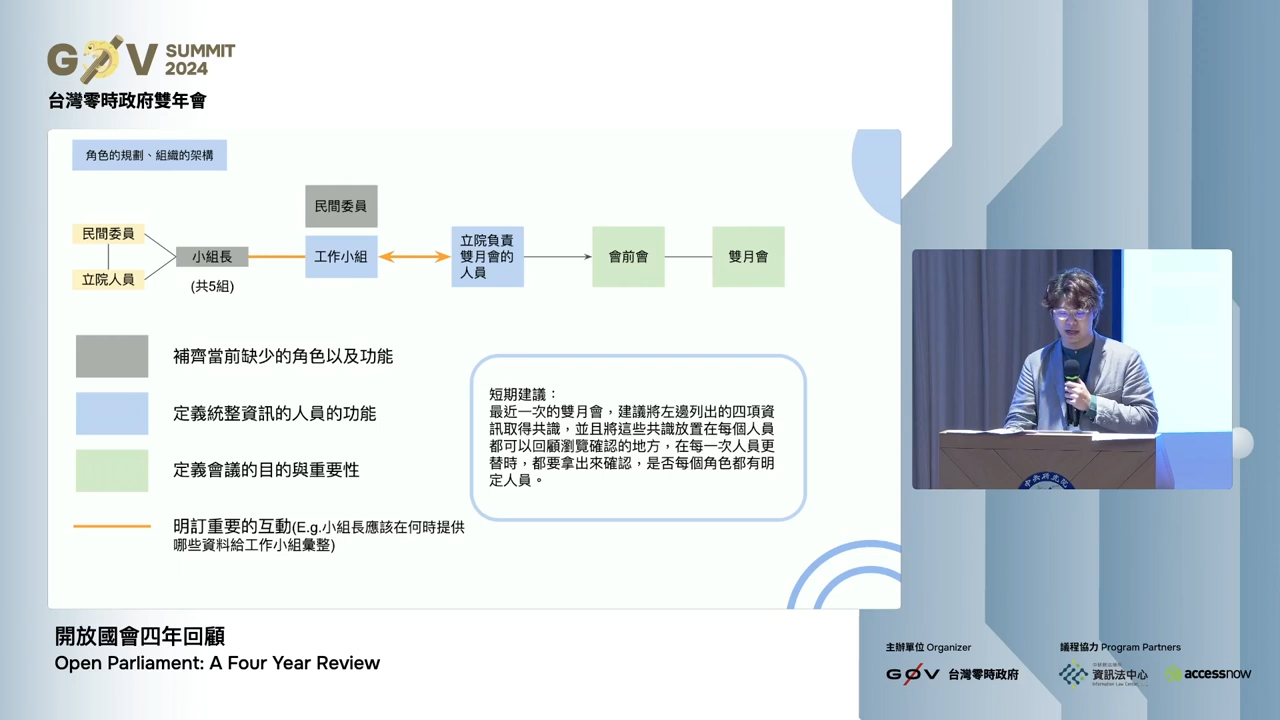 G0V SUMMIT
2024
台灣零時政府雙年會
角色的規劃、組織的架構
民間委員
民間委員
立院人員
小組長
(共5組)
工作小組
立院負責
雙月會的
人員
會前會
雙月會
補齊當前缺少的角色以及功能
定義統整資訊的人員的功能
定義會議的目的與重要性
明訂重要的互動(E.g.小組長應該在何時提供
哪些資料給工作小組彙整)
短期建議：
最近一次的雙月會，建議將左邊列出的四項資
訊取得共識，並且將這些共識放置在每個人員
都可以回顧瀏覽確認的地方，在每一次人員更
替時，都要拿出來確認，是否每個角色都有明
定人員。
中央研究院
開放國會四年回顧
Open Parliament: A Four Year Review
主辦單位 Organizer
G0V 台灣零時政府
議程協力 Program Partners
資訊法中心
Information Law Center
accessnow